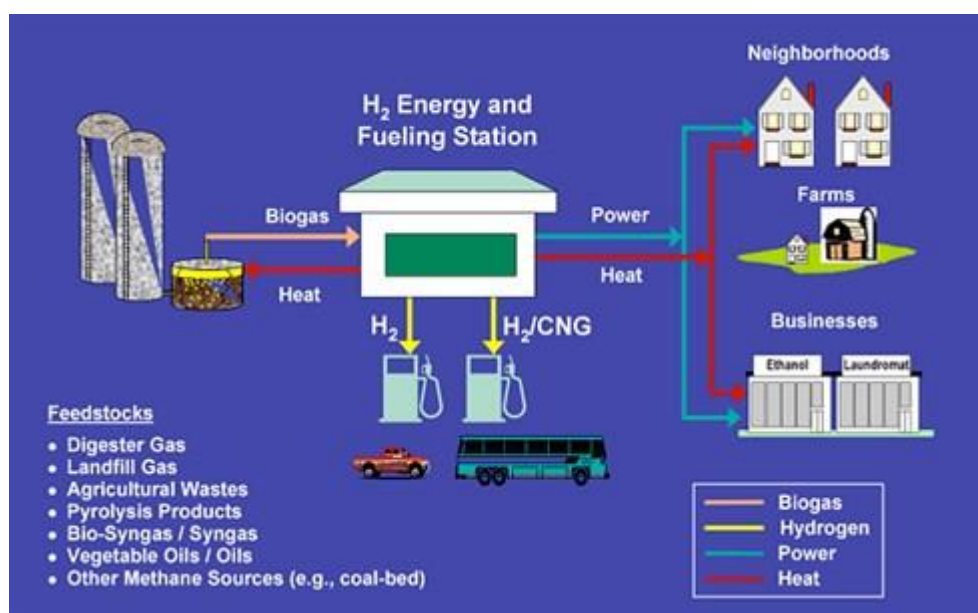 Neighborhoods
H₂ Energy and
Fueling Station
Biogas
Power
Farms
Heat
Heat
H₂
H₂/CNG
Businesses
Ethanol
Laundromat
Feedstocks
• Digester Gas
• Landfill Gas
• Agricultural Wastes
• Pyrolysis Products
• Bio-Syngas / Syngas
• Vegetable Oils / Oils
• Other Methane Sources (e.g., coal-bed)
Biogas
Hydrogen
Power
Heat